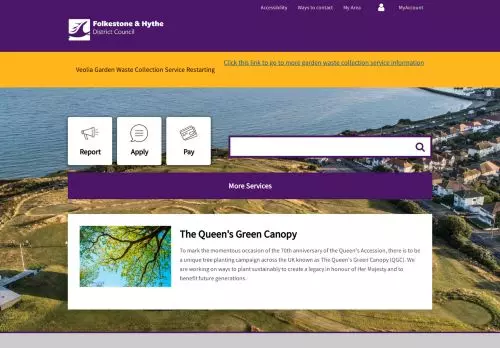 Accessibility Ways to contact My Area MyAccount
Folkestone & Hythe
District Council
Veolia Garden Waste Collection Service Restarting
Click this link to go to more garden waste collection service information
Report
Apply
Pay
More Services
The Queen's Green Canopy
To mark the momentous occasion of the 70th anniversary of the Queen's Accession, there is to be
a unique tree planting campaign across the UK known as The Queen's Green Canopy (QGC). We
are working on ways to plant sustainably to create a legacy in honour of Her Majesty and to
benefit future generations.